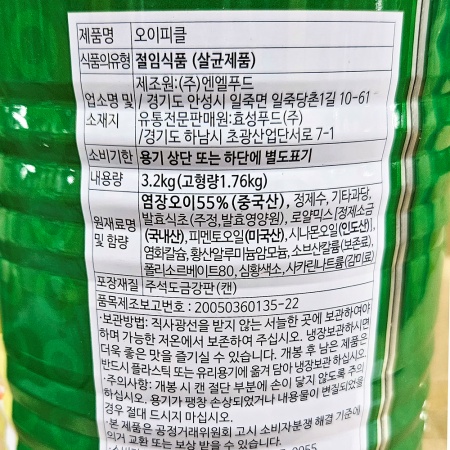 제품명 오이피클
식품의유형 절임식품 (살균제품)
업소명 및 소재지 제조원:(주)엔엘푸드
/ 경기도 안성시 일죽면 일죽당촌1길 10-61
유통전문판매원:효성푸드(주)
/경기도 하남시 초광산업단서로 7-1
소비기한 용기 상단 또는 하단에 별도표기
내용량 3.2kg(고형량1.76kg)
원재료명 및 함량 염장오이55%(중국산), 정제수, 기타과당,
발효식초(주정,발효영양원), 로얄믹스[정제소금
(국내산), 피멘토오일(미국산), 시나몬오일(인도산)],
염화칼슘, 황산알루미늄암모늄, 소브산칼륨(보존료),
폴리소르베이트80, 심황색소, 사카린나트륨(감미료)
포장재질 주석도금강판(캔)
품목제조보고번호 : 20050360135-22
·보관방법: 직사광선을 받지 않는 서늘한 곳에 보관하여야
하며 가능한 저온에서 보존하여 주십시오. 냉장보관하시면
더욱 좋은 맛을 즐기실 수 있습니다. 개봉 후 남은 제품은
반드시 플라스틱 또는 유리용기에 옮겨 담아 냉장보관 하십시오.
·주의사항: 개봉 시 캔 절단 부분에 손이 닿지 않도록 주의
하십시오. 용기가 팽창 손상되었거나 내용물이 변질되었을
경우 절대 드시지 마십시오.
·본 제품은 공정거래위원회 고시 소비자분쟁 해결 기준에
의거 교환 또는 보상 받을 수 있습니다.